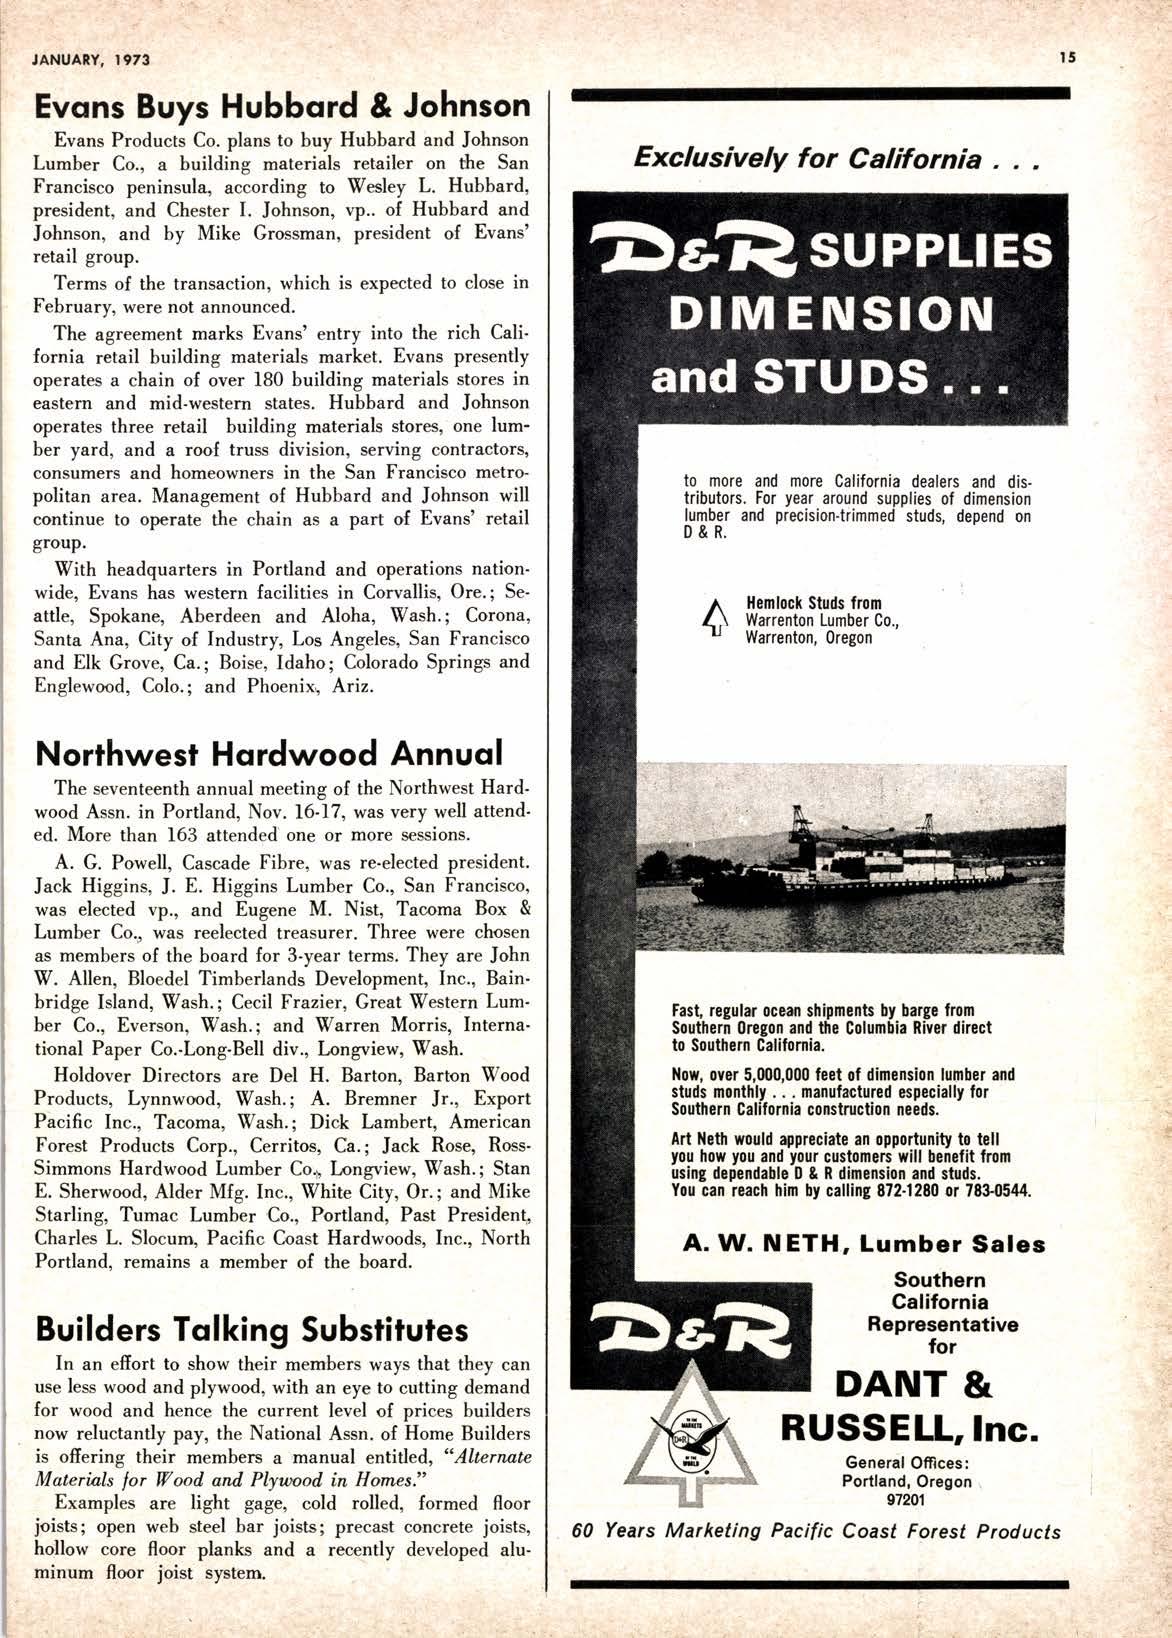 JANUARY, 1973
15
Evans Buys Hubbard & Johnson
Evans Products Co. plans to buy Hubbard and Johnson
Lumber Co., a building materials retailer on the San
Francisco peninsula, according to Wesley L. Hubbard,
president, and Chester I. Johnson, vp.. of Hubbard and
Johnson, and by Mike Grossman, president of Evans'
retail group.
Terms of the transaction, which is expected to close in
February, were not announced.
The agreement marks Evans' entry into the rich Cali-
fornia retail building materials market. Evans presently
operates a chain of over 180 building materials stores in
eastern and mid-western states. Hubbard and Johnson
operates three retail building materials stores, one lum-
ber yard, and a roof truss division, serving contractors,
consumers and homeowners in the San Francisco metro-
politan area. Management of Hubbard and Johnson will
continue to operate the chain as a part of Evans' retail
group.
With headquarters in Portland and operations nation-
wide, Evans has western facilities in Corvallis, Ore.; Se-
attle, Spokane, Aberdeen and Aloha, Wash.; Corona,
Santa Ana, City of Industry, Los Angeles, San Francisco
and Elk Grove, Ca.; Boise, Idaho; Colorado Springs and
Englewood, Colo.; and Phoenix, Ariz.
Northwest Hardwood Annual
The seventeenth annual meeting of the Northwest Hard-
wood Assn. in Portland, Nov. 16-17, was very well attend-
ed. More than 163 attended one or more sessions.
A. G. Powell, Cascade Fibre, was re-elected president.
Jack Higgins, J. E. Higgins Lumber Co., San Francisco,
was elected vp., and Eugene M. Nist, Tacoma Box &
Lumber Co., was reelected treasurer. Three were chosen
as members of the board for 3-year terms. They are John
W. Allen, Bloedel Timberlands Development, Inc., Bain-
bridge Island, Wash.; Cecil Frazier, Great Western Lum-
ber Co., Everson, Wash.; and Warren Morris, Interna-
tional Paper Co.-Long-Bell div., Longview, Wash.
Holdover Directors are Del H. Barton, Barton Wood
Products, Lynnwood, Wash.; A. Bremner Jr., Export
Pacific Inc., Tacoma, Wash.; Dick Lambert, American
Forest Products Corp., Cerritos, Ca.; Jack Rose, Ross-
Simmons Hardwood Lumber Co., Longview, Wash.; Stan
E. Sherwood, Alder Mfg. Inc., White City, Or.; and Mike
Starling, Tumac Lumber Co., Portland, Past President,
Charles L. Slocum, Pacific Coast Hardwoods, Inc., North
Portland, remains a member of the board.
Builders Talking Substitutes
In an effort to show their members ways that they can
use less wood and plywood, with an eye to cutting demand
for wood and hence the current level of prices builders
now reluctantly pay, the National Assn. of Home Builders
is offering their members a manual entitled, "Alternate
Materials for Wood and Plywood in Homes."
Examples are light gage, cold rolled, formed floor
joists; open web steel bar joists; precast concrete joists,
hollow core floor planks and a recently developed alu-
minum floor joist system.
Exclusively for California . . .
D&R SUPPLIES
DIMENSION
and STUDS . . .
to more and more California dealers and dis-
tributors. For year around supplies of dimension
lumber and precision-trimmed studs, depend on
D & R.
Hemlock Studs from
Warrenton Lumber Co.,
Warrenton, Oregon
Fast, regular ocean shipments by barge from
Southern Oregon and the Columbia River direct
to Southern California.
Now, over 5,000,000 feet of dimension lumber and
studs monthly . . . manufactured especially for
Southern California construction needs.
Art Neth would appreciate an opportunity to tell
you how you and your customers will benefit from
using dependable D & R dimension and studs.
You can reach him by calling 872-1280 or 783-0544.
A. W. NETH, Lumber Sales
Southern
California
Representative
for
D&R
DANT &
RUSSELL, Inc.
TO THE
MARKETS
D&R
OF THE
WORLD
General Offices:
Portland, Oregon
97201
60 Years Marketing Pacific Coast Forest Products